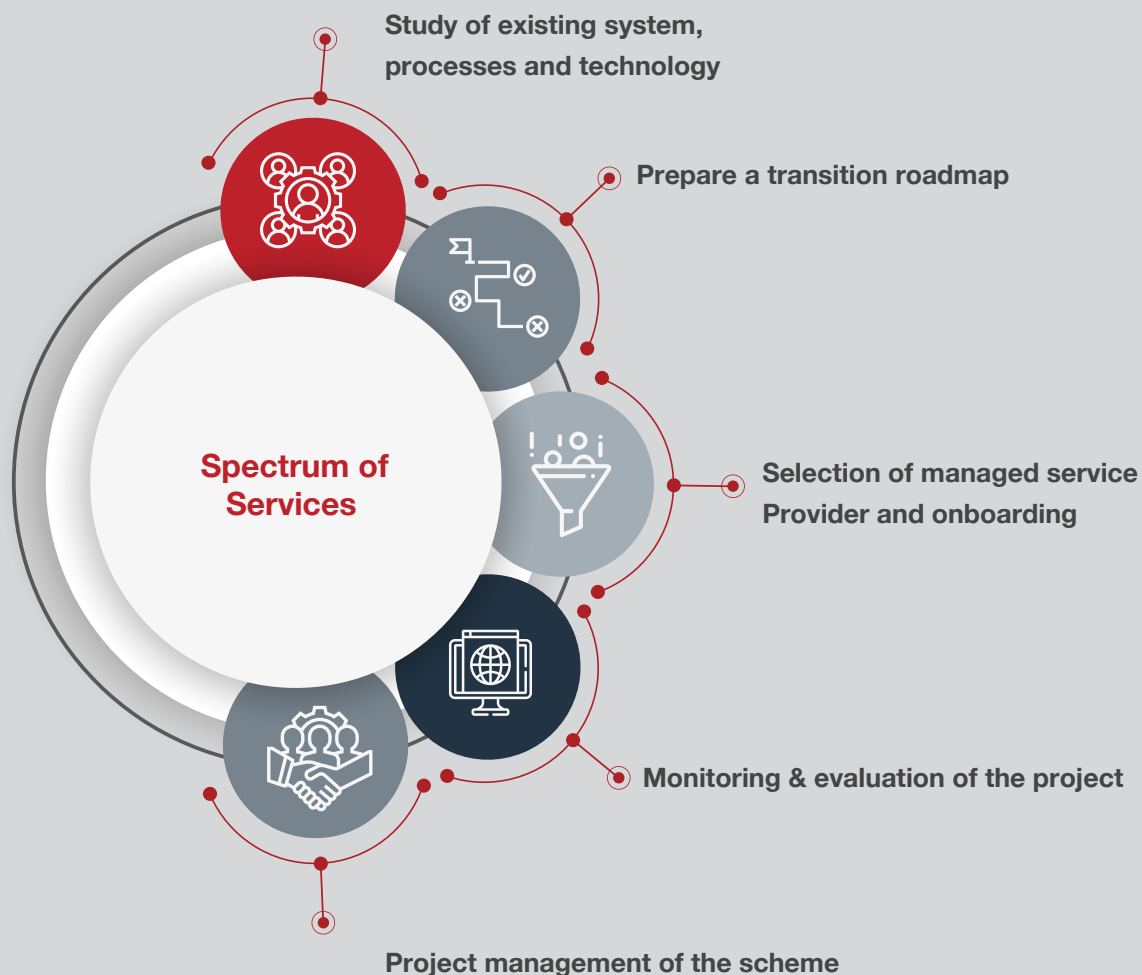 Study of existing system,
processes and technology
Prepare a transition roadmap
Spectrum of
Services
Selection of managed service
Provider and onboarding
Monitoring & evaluation of the project
Project management of the scheme